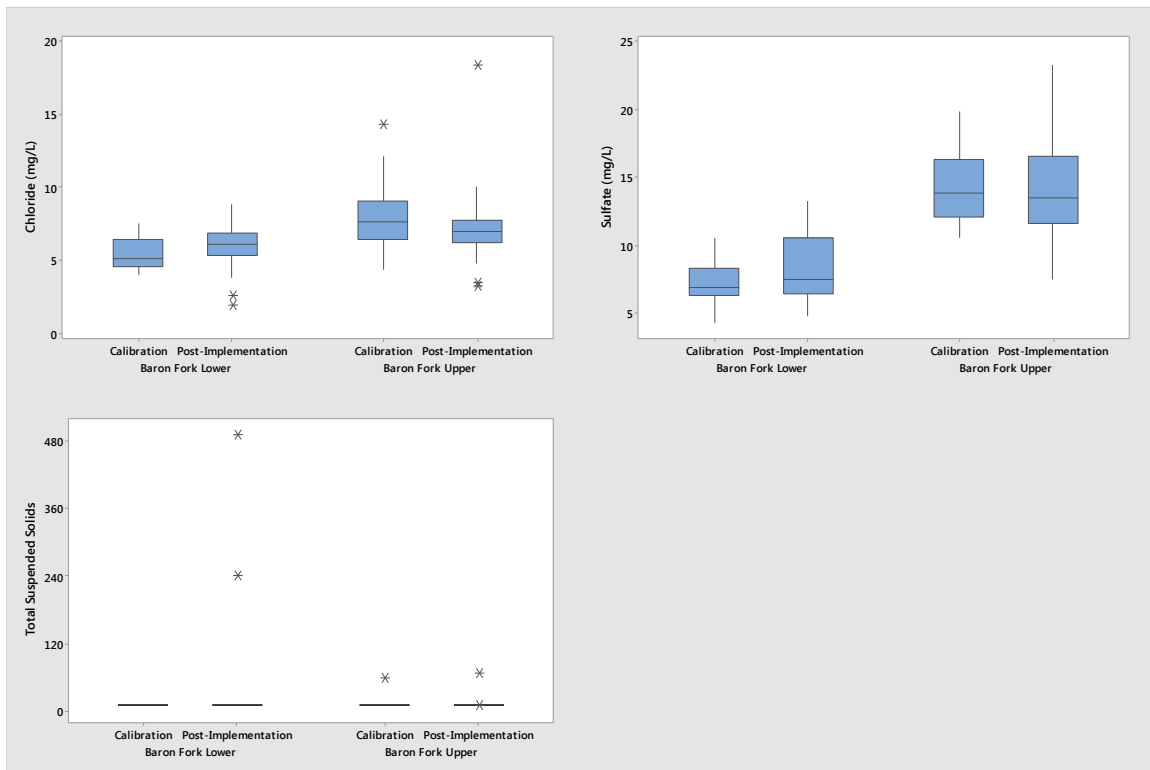 20
15
10
5
0
Chloride (mg/L)
Calibration Post-Implementation Calibration Post-Implementation
Baron Fork Lower Baron Fork Upper
25
20
15
10
5
Sulfate (mg/L)
Calibration Post-Implementation Calibration Post-Implementation
Baron Fork Lower Baron Fork Upper
480
360
240
120
0
Total Suspended Solids
Calibration Post-Implementation Calibration Post-Implementation
Baron Fork Lower Baron Fork Upper